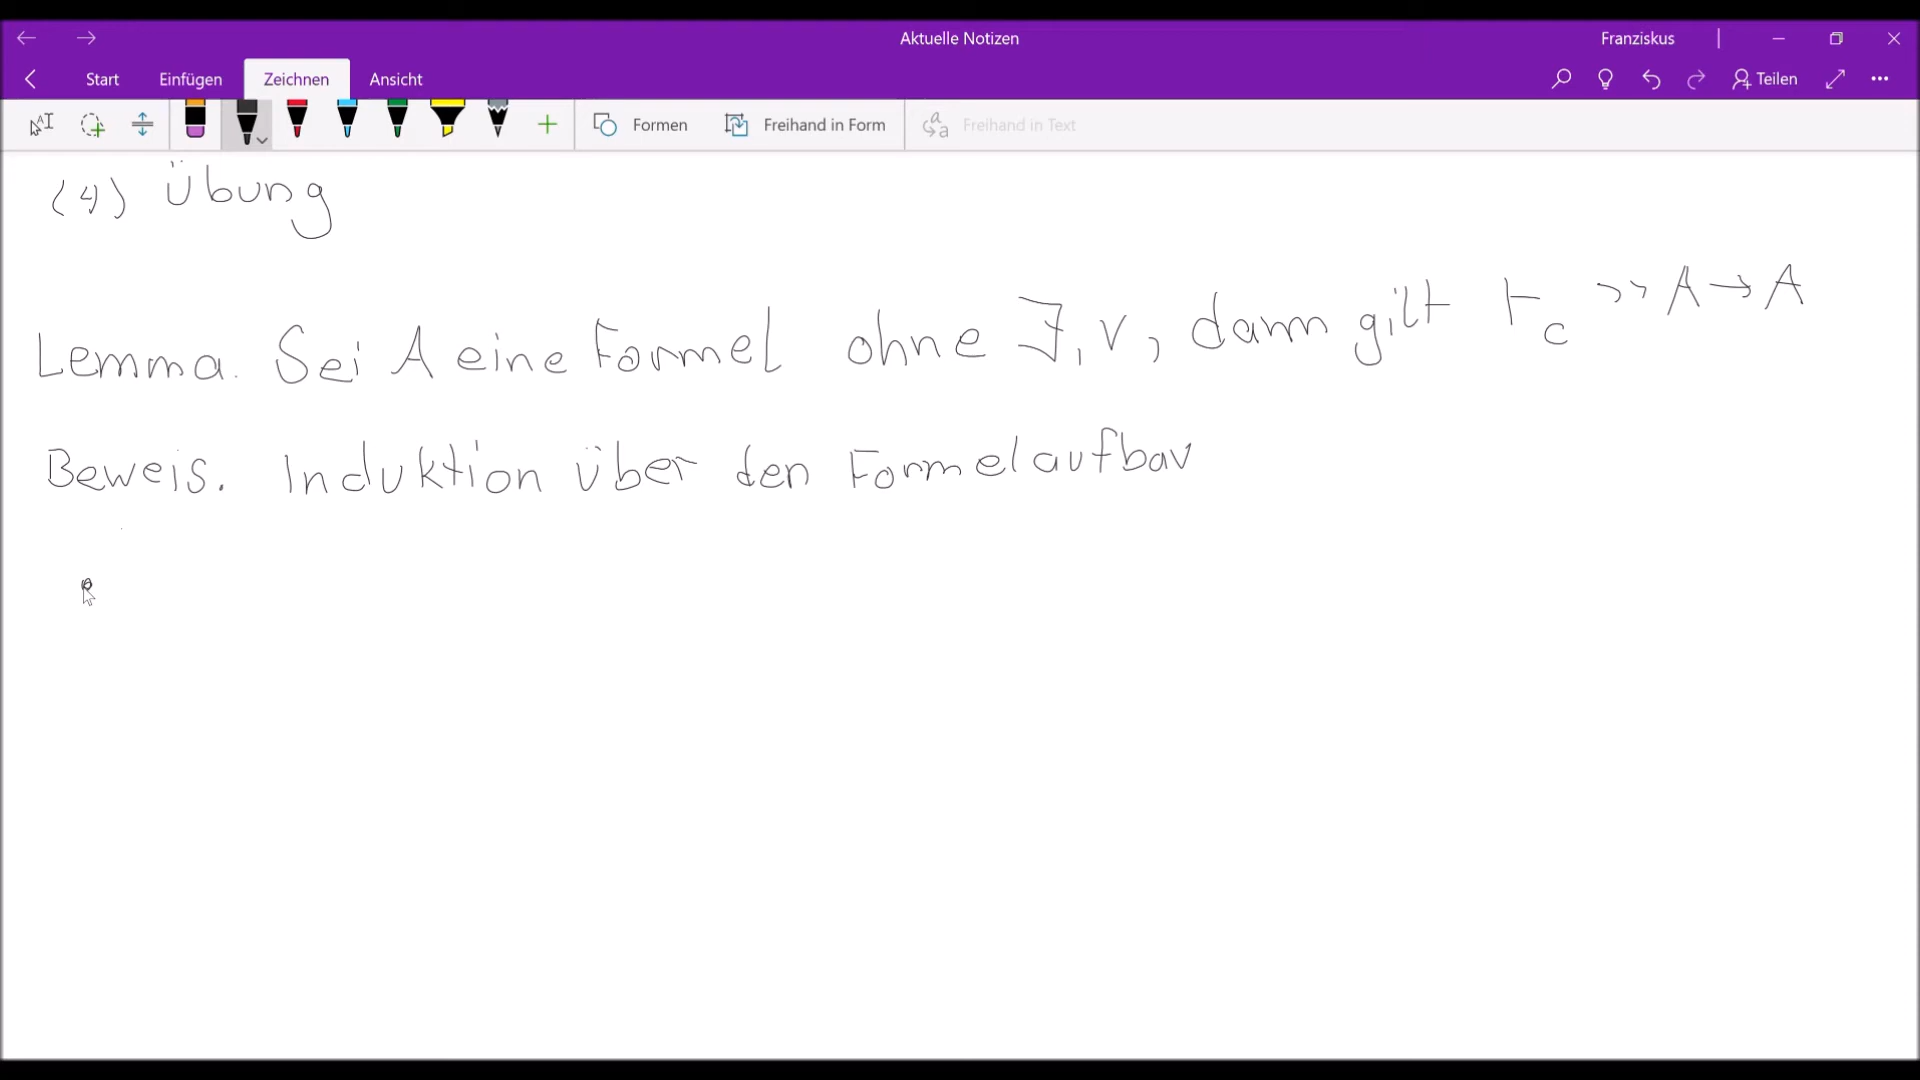 Aktuelle Notizen
Franziskus
Start Einfügen Zeichnen Ansicht
Teilen
Formen Freihand in Form Freihand in Text
(4) Übung
Lemma. Sei A eine Formel ohne ∃, ∨, dann gilt ⊢c ¬¬A → A
Beweis. Induktion über den Formelaufbau